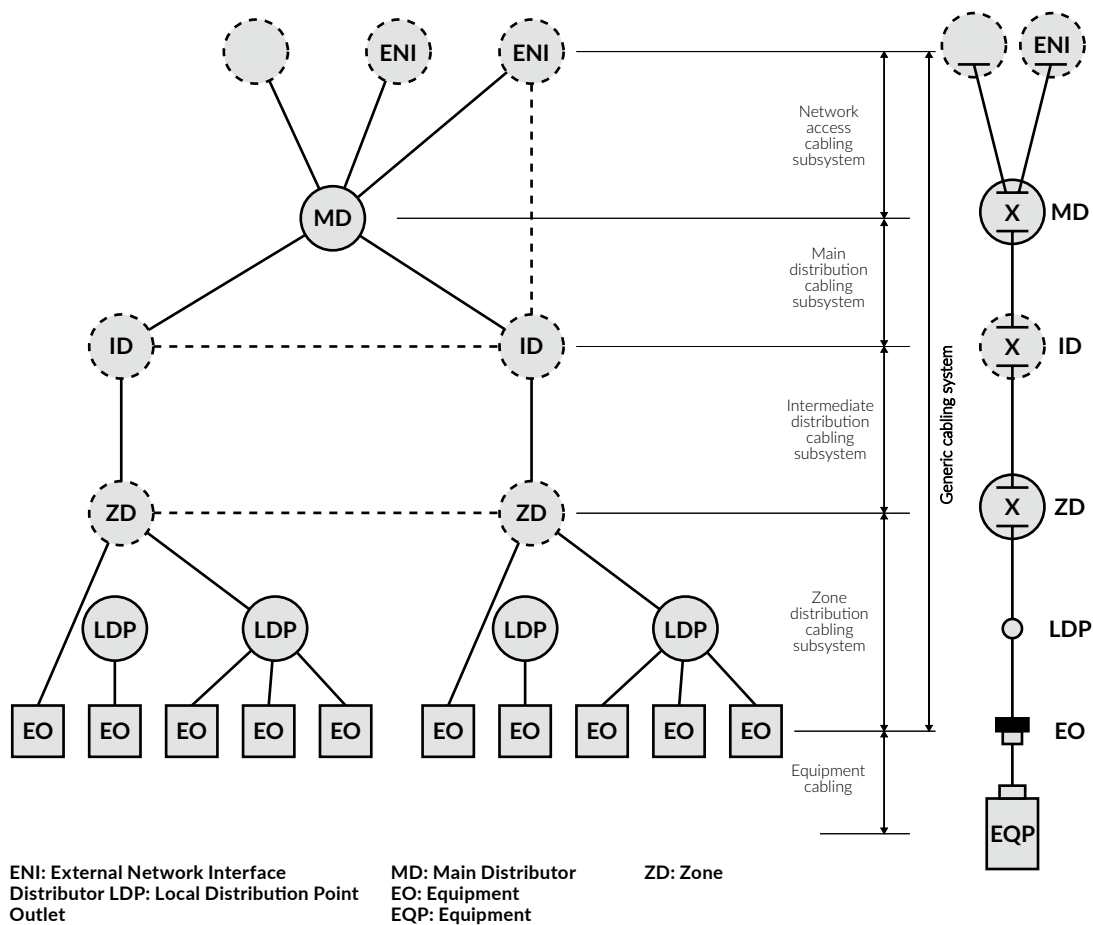 ENI
ENI
ENI
Network
access
cabling
subsystem
MD
X
MD
Main
distribution
cabling
subsystem
ID
ID
X
ID
Generic cabling system
Intermediate
distribution
cabling
subsystem
ZD
ZD
X
ZD
Zone
distribution
cabling
subsystem
LDP
LDP
LDP
LDP
LDP
EO
EO
EO
EO
EO
EO
EO
EO
EO
EO
EO
Equipment
cabling
EQP
ENI: External Network Interface
Distributor LDP: Local Distribution Point
Outlet
MD: Main Distributor
EO: Equipment
EQP: Equipment
ZD: Zone